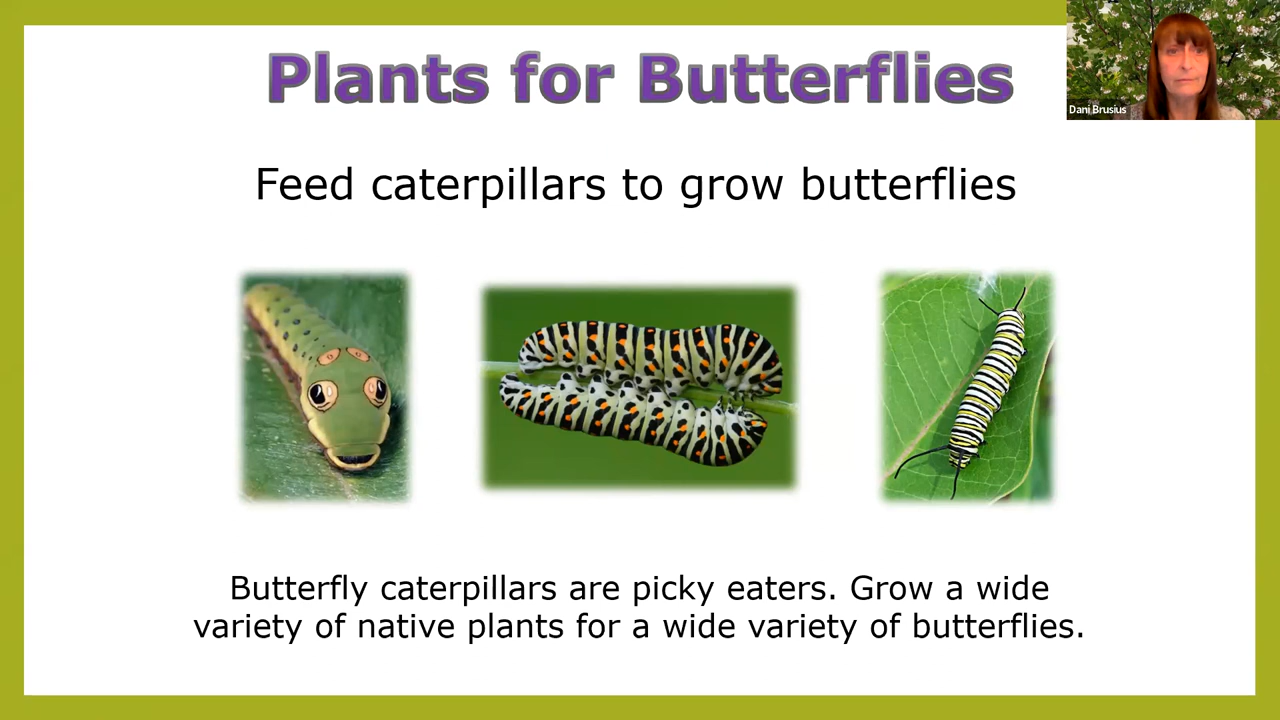 Plants for Butterflies
Dani Brusius
Feed caterpillars to grow butterflies
Butterfly caterpillars are picky eaters. Grow a wide
variety of native plants for a wide variety of butterflies.